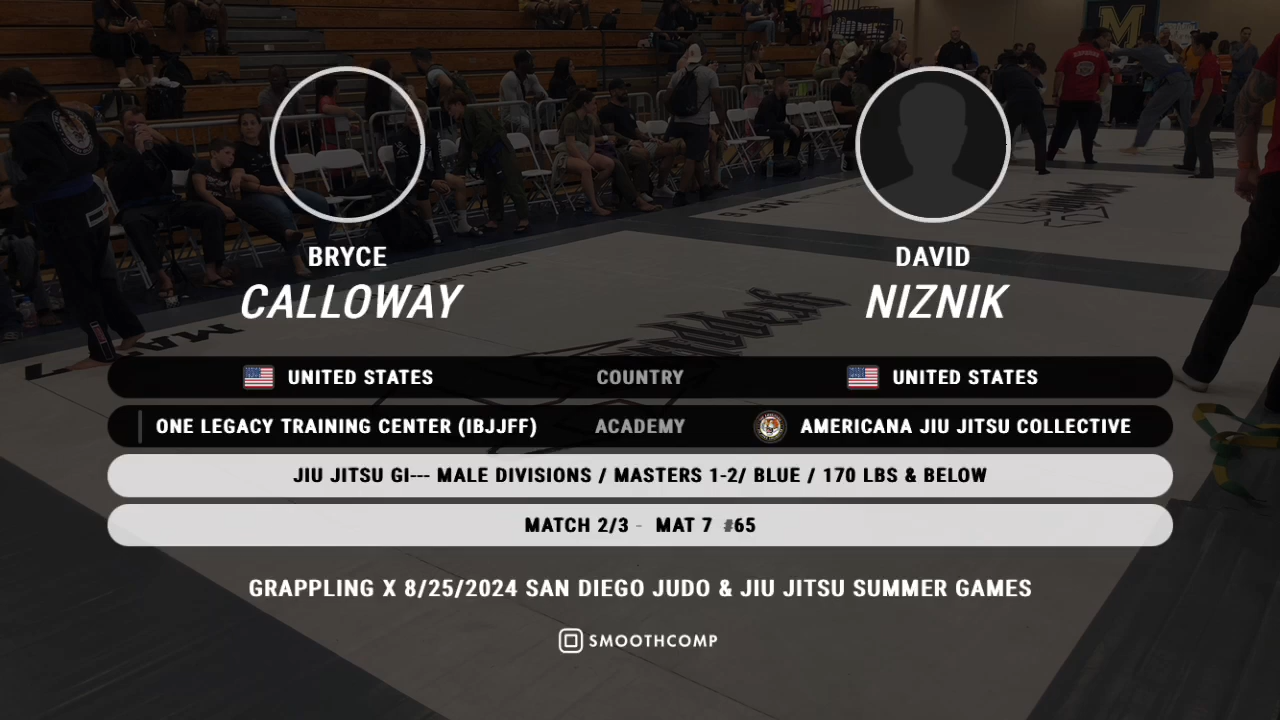 M
MAT 6
BRYCE
CALLOWAY
DAVID
NIZNIK
UNITED STATES COUNTRY UNITED STATES
ONE LEGACY TRAINING CENTER (IBJJFF) ACADEMY AMERICANA JIU JITSU COLLECTIVE
JIU JITSU GI--- MALE DIVISIONS / MASTERS 1-2/ BLUE / 170 LBS & BELOW
MATCH 2/3 - MAT 7 #65
GRAPPLING X 8/25/2024 SAN DIEGO JUDO & JIU JITSU SUMMER GAMES
SMOOTHCOMP